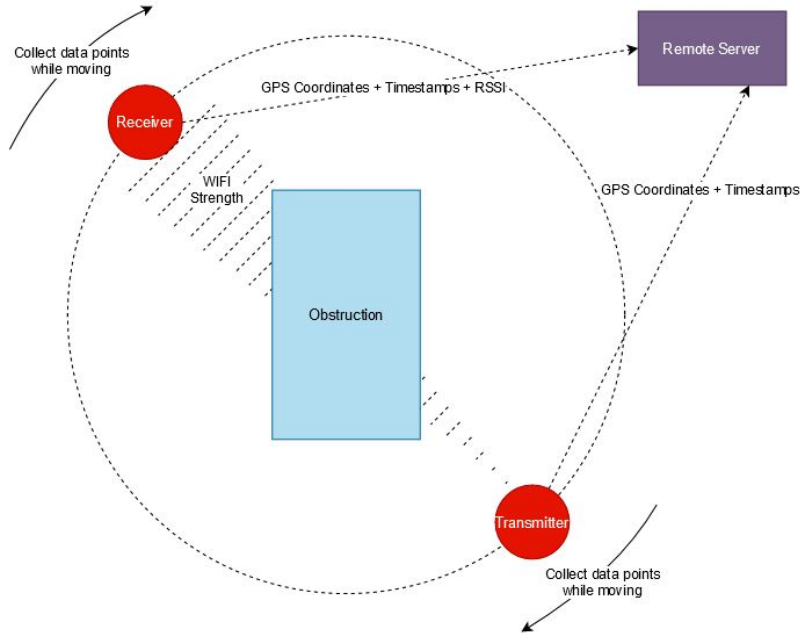 Collect data points
while moving
Remote Server
GPS Coordinates + Timestamps + RSSI
Receiver
WIFI
Strength
GPS Coordinates + Timestamps
Obstruction
Transmitter
Collect data points
while moving